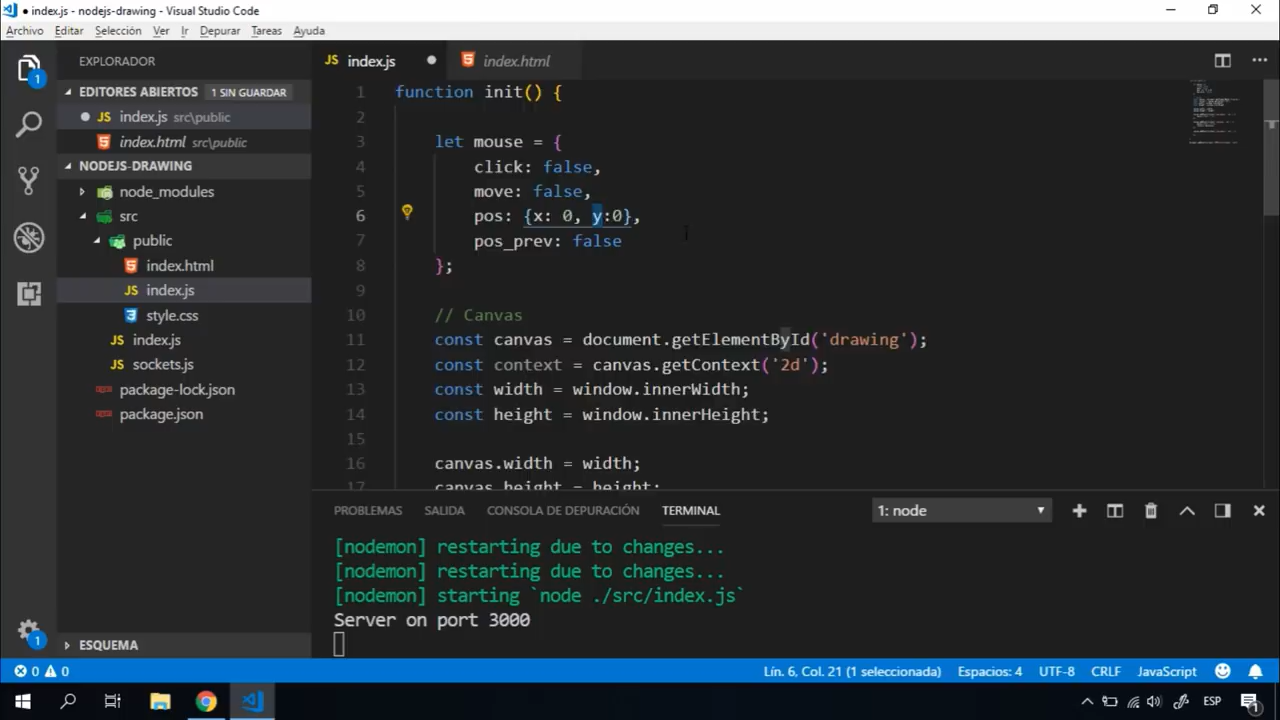 ● index.js - nodejs-drawing - Visual Studio Code
Archivo Editar Selección Ver Ir Depurar Tareas Ayuda
EXPLORADOR
EDITORES ABIERTOS 1 SIN GUARDAR
● JS index.js src\public
index.html src\public
NODEJS-DRAWING
node_modules
src
public
index.html
JS index.js
style.css
JS index.js
JS sockets.js
package-lock.json
package.json
ESQUEMA
JS index.js ●
index.html
1 function init() {
2
3 let mouse = {
4 click: false,
5 move: false,
6 pos: {x: 0, y:0},
7 pos_prev: false
8 };
9
10 // Canvas
11 const canvas = document.getElementById('drawing');
12 const context = canvas.getContext('2d');
13 const width = window.innerWidth;
14 const height = window.innerHeight;
15
16 canvas.width = width;
17 canvas.height = height;
PROBLEMAS SALIDA CONSOLA DE DEPURACIÓN TERMINAL 1: node
[nodemon] restarting due to changes...
[nodemon] restarting due to changes...
[nodemon] starting `node ./src/index.js`
Server on port 3000
0 0 Lín. 6, Col. 21 (1 seleccionada) Espacios: 4 UTF-8 CRLF JavaScript
ESP
1
1
1